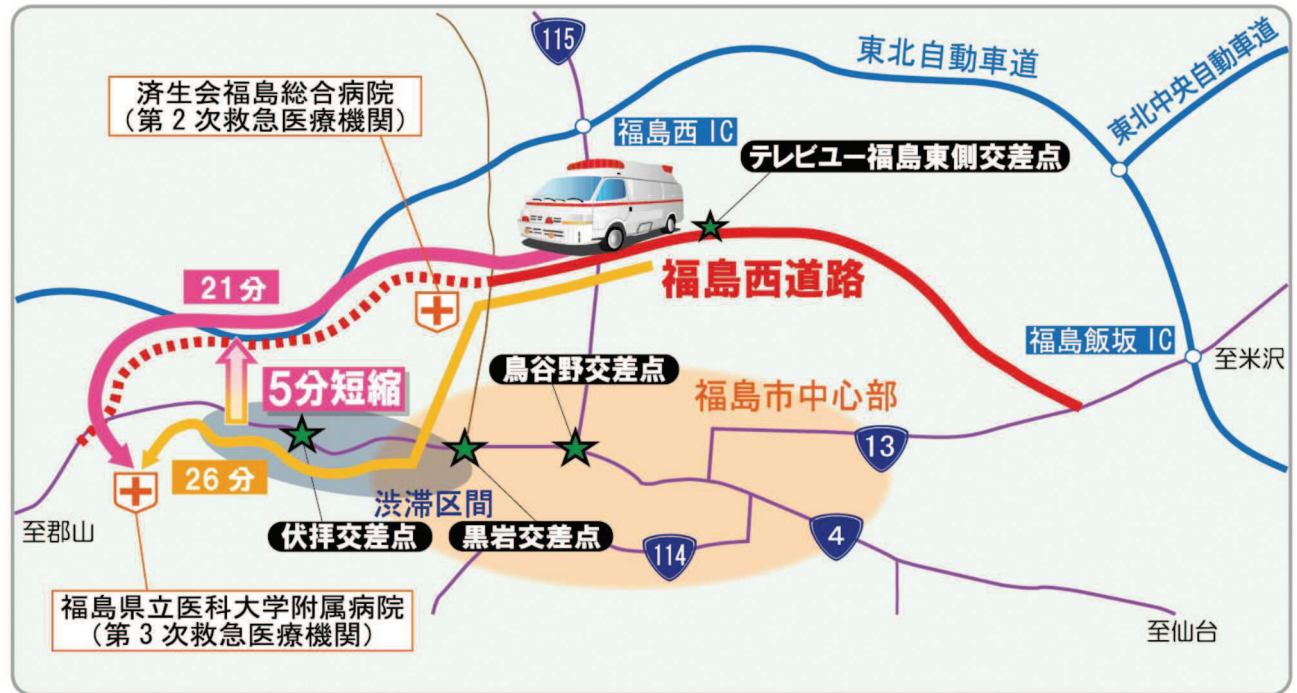 115
東北自動車道
東北中央自動車道
済生会福島総合病院
（第２次救急医療機関）
福島西 IC
テレビユー福島東側交差点
21分
福島西道路
福島飯坂 IC
至米沢
鳥谷野交差点
5分短縮
福島市中心部
13
26 分
渋滞区間
至郡山
伏拝交差点
黒岩交差点
114
4
福島県立医科大学附属病院
（第３次救急医療機関）
至仙台